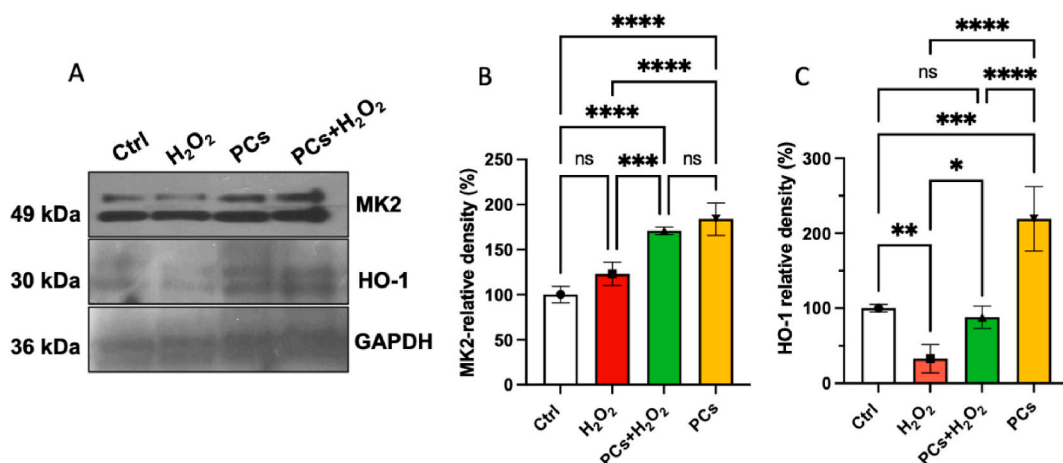 A
Ctrl
H₂O₂
PCs
PCs+H₂O₂
49 kDa
MK2
30 kDa
HO-1
36 kDa
GAPDH
B
****
****
****
ns
***
ns
MK2-relative density (%)
250
200
150
100
50
0
Ctrl
H₂O₂
PCs+H₂O₂
PCs
C
****
ns
****
***
*
**
HO-1 relative density (%)
300
200
100
0
Ctrl
H₂O₂
PCs+H₂O₂
PCs